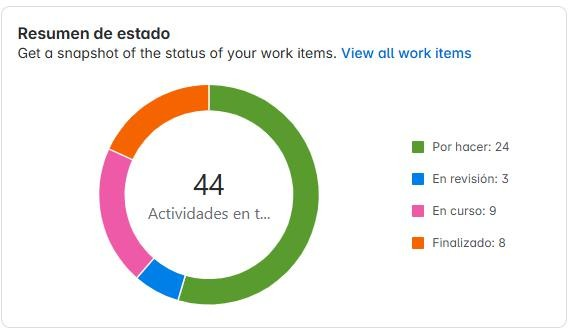 Resumen de estado
Get a snapshot of the status of your work items. View all work items
44
Actividades en t...
Por hacer: 24
En revisión: 3
En curso: 9
Finalizado: 8